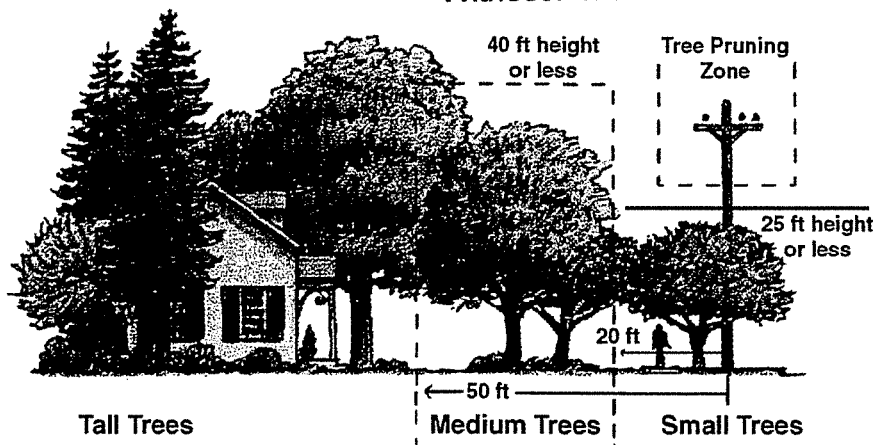 40 ft height
or less
Tree Pruning
Zone
25 ft height
or less
20 ft
50 ft
Tall Trees
Medium Trees
Small Trees